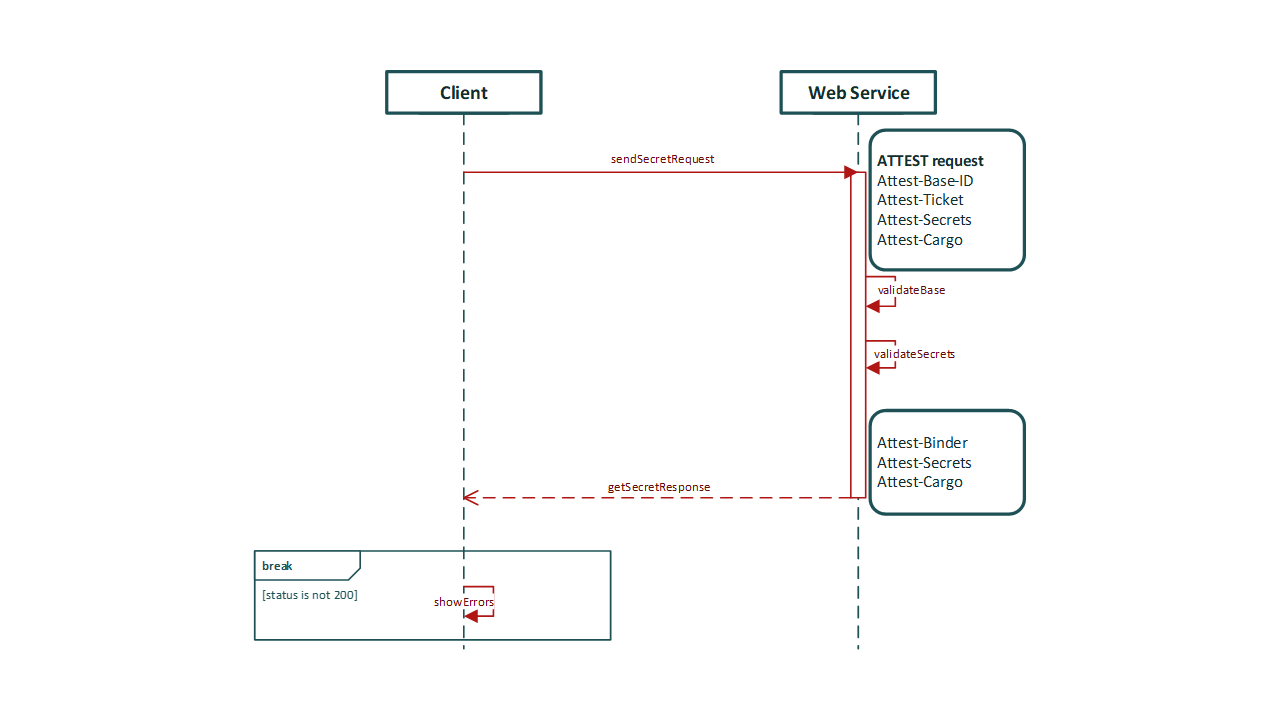 Client
Web Service
sendSecretRequest
ATTEST request
Attest-Base-ID
Attest-Ticket
Attest-Secrets
Attest-Cargo
validateBase
validateSecrets
Attest-Binder
Attest-Secrets
Attest-Cargo
getSecretResponse
break
[status is not 200]
showErrors